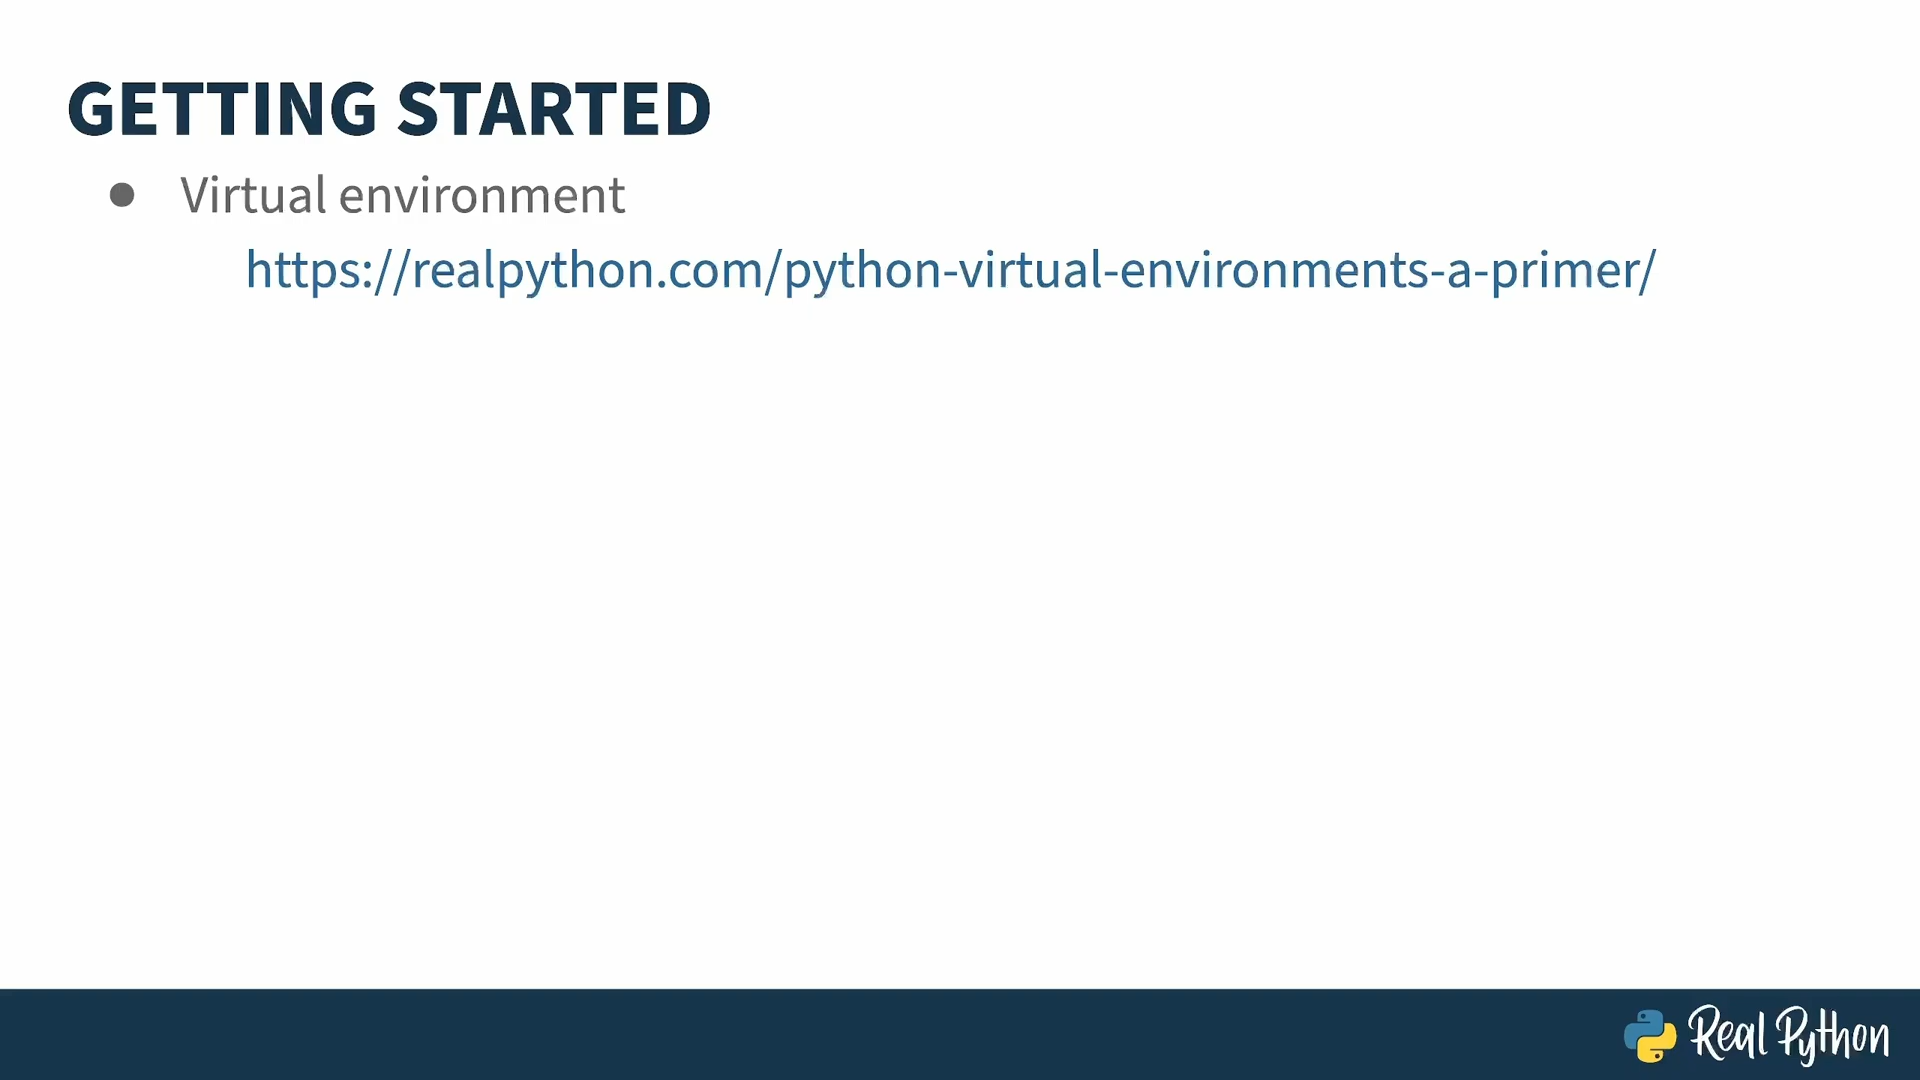 GETTING STARTED
● Virtual environment
https://realpython.com/python-virtual-environments-a-primer/
Real Python